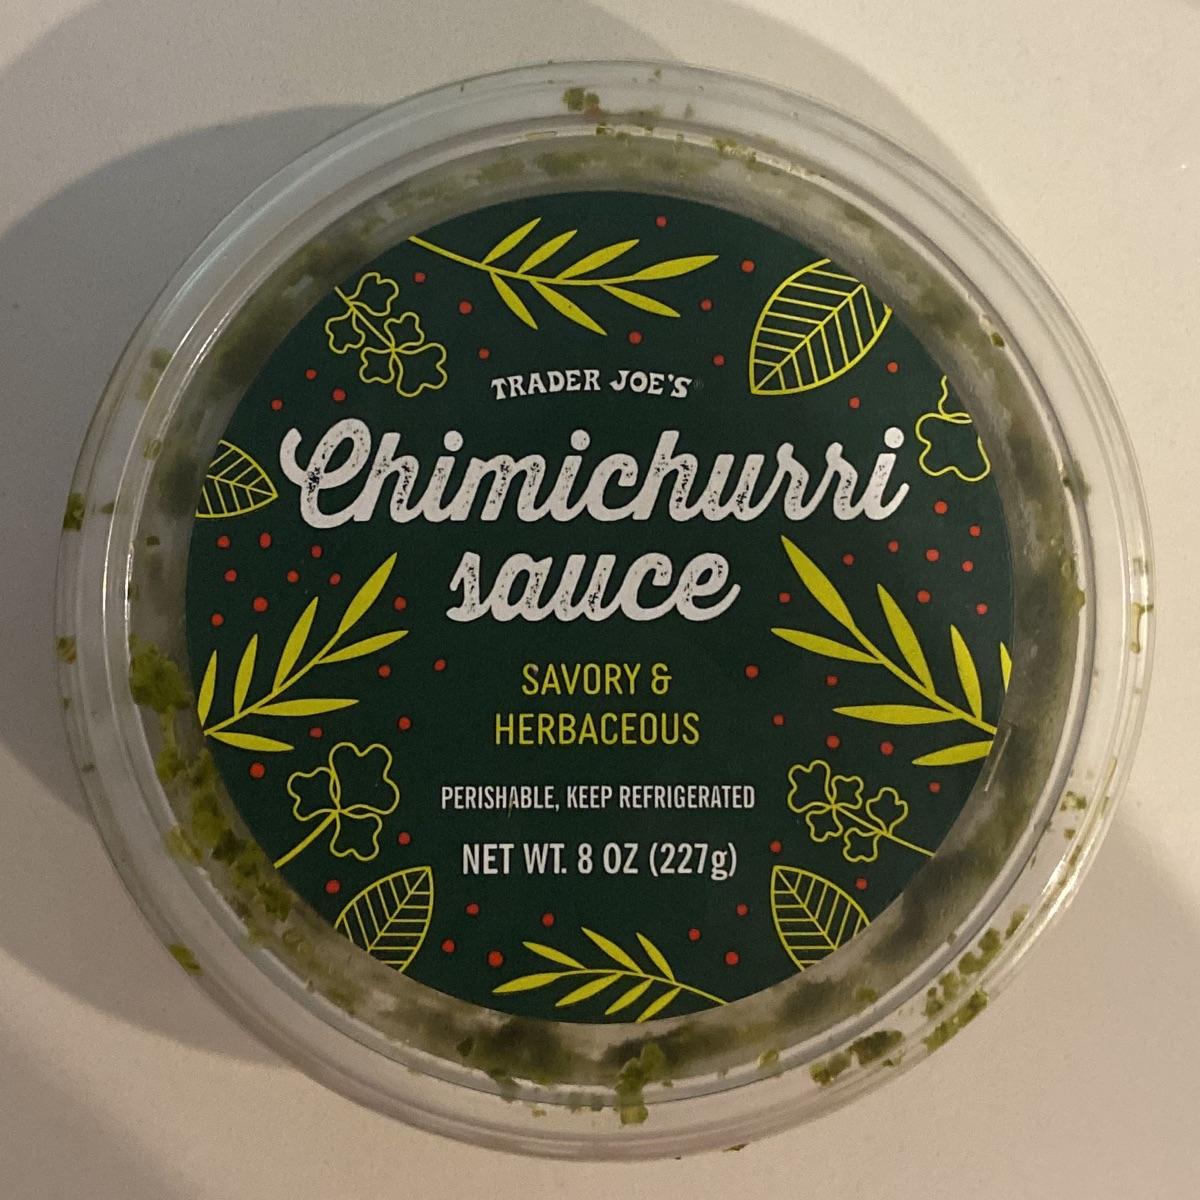 TRADER JOE'S®
Chimichurri
sauce
SAVORY &
HERBACEOUS
PERISHABLE, KEEP REFRIGERATED
NET WT. 8 OZ (227g)